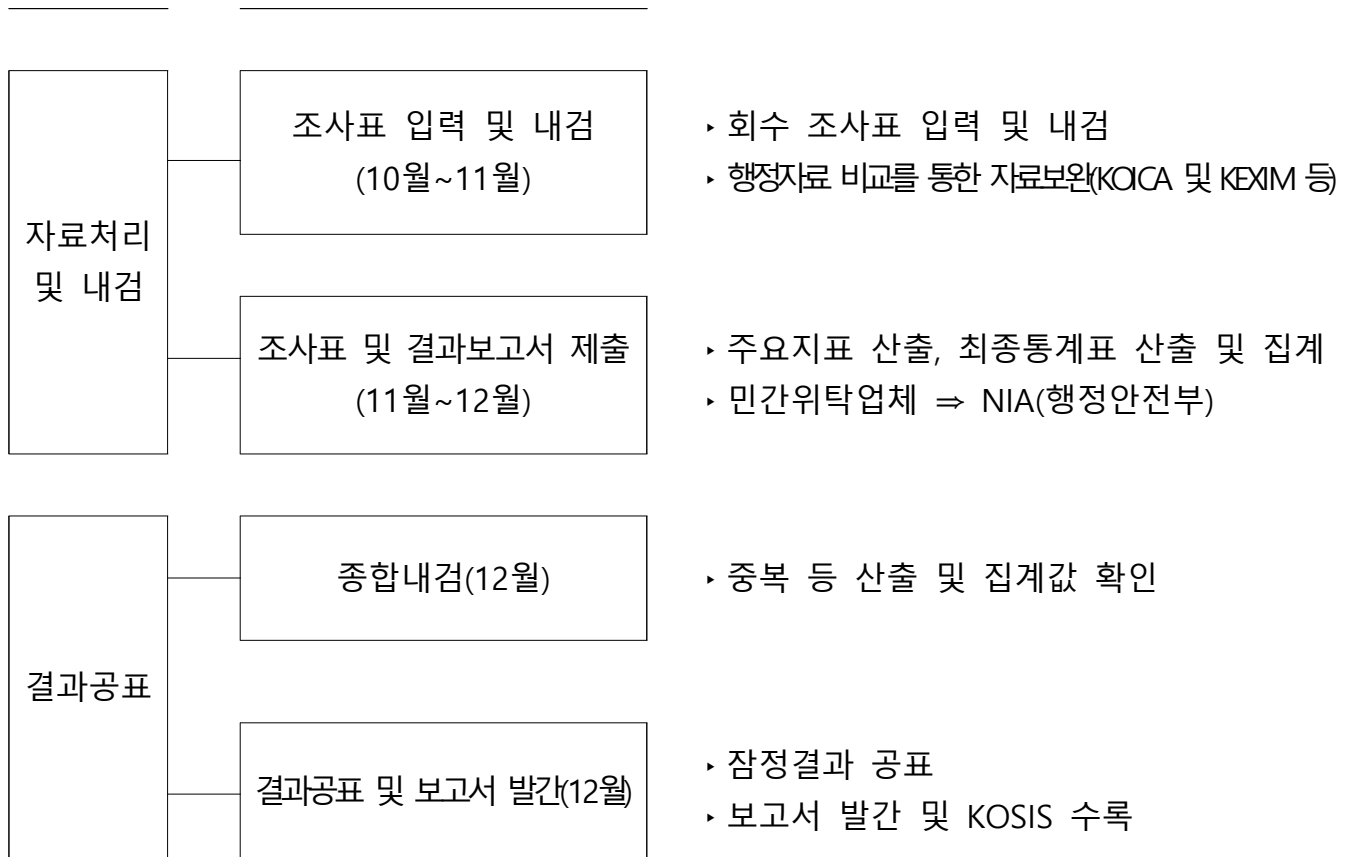 자료처리
및 내검
조사표 입력 및 내검
(10월~11월)
‣ 회수 조사표 입력 및 내검
‣ 행정자료 비교를 통한 자료보완(KOICA 및 KEXIM 등)
조사표 및 결과보고서 제출
(11월~12월)
‣ 주요지표 산출, 최종통계표 산출 및 집계
‣ 민간위탁업체 ⇒ NIA(행정안전부)
결과공표
종합내검(12월)
‣ 중복 등 산출 및 집계값 확인
결과공표 및 보고서 발간(12월)
‣ 잠정결과 공표
‣ 보고서 발간 및 KOSIS 수록